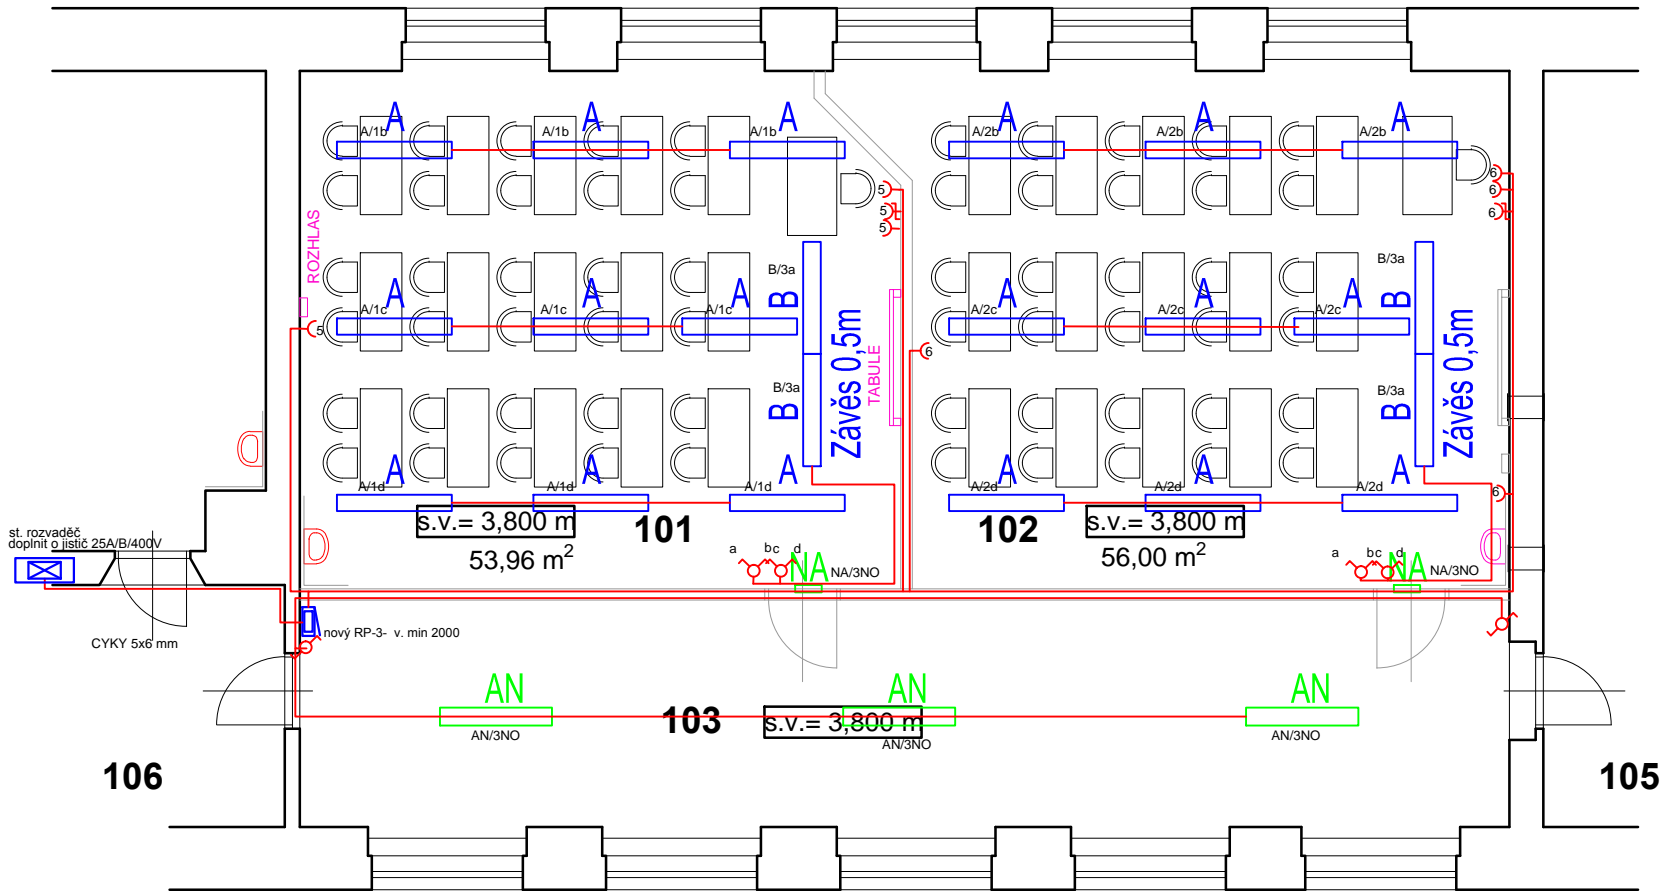 A A A A A A
A/1b A/1b A/1b A/2b A/2b A/2b
5 6
5 6
5 6
ROZHLAS
B/3a B/3a
A A A B A A A B
A/1c A/1c A/1c A/2c A/2c A/2c
5 6
Závěs 0,5m Závěs 0,5m
TABULE
B/3a B/3a
B B
A A A A A A
A/1d A/1d A/1d A/2d A/2d A/2d
6
s.v.= 3,800 m 101 102 s.v.= 3,800 m
53,96 m² 56,00 m²
st. rozvaděč
doplnit o jistič 25A/B/400V
a b c d a b c d
NA NA/3NO NA NA/3NO
CYKY 5x6 mm
nový RP-3- v. min 2000
AN AN AN
103 s.v.= 3,800 m
AN/3NO AN/3NO AN/3NO
106 105